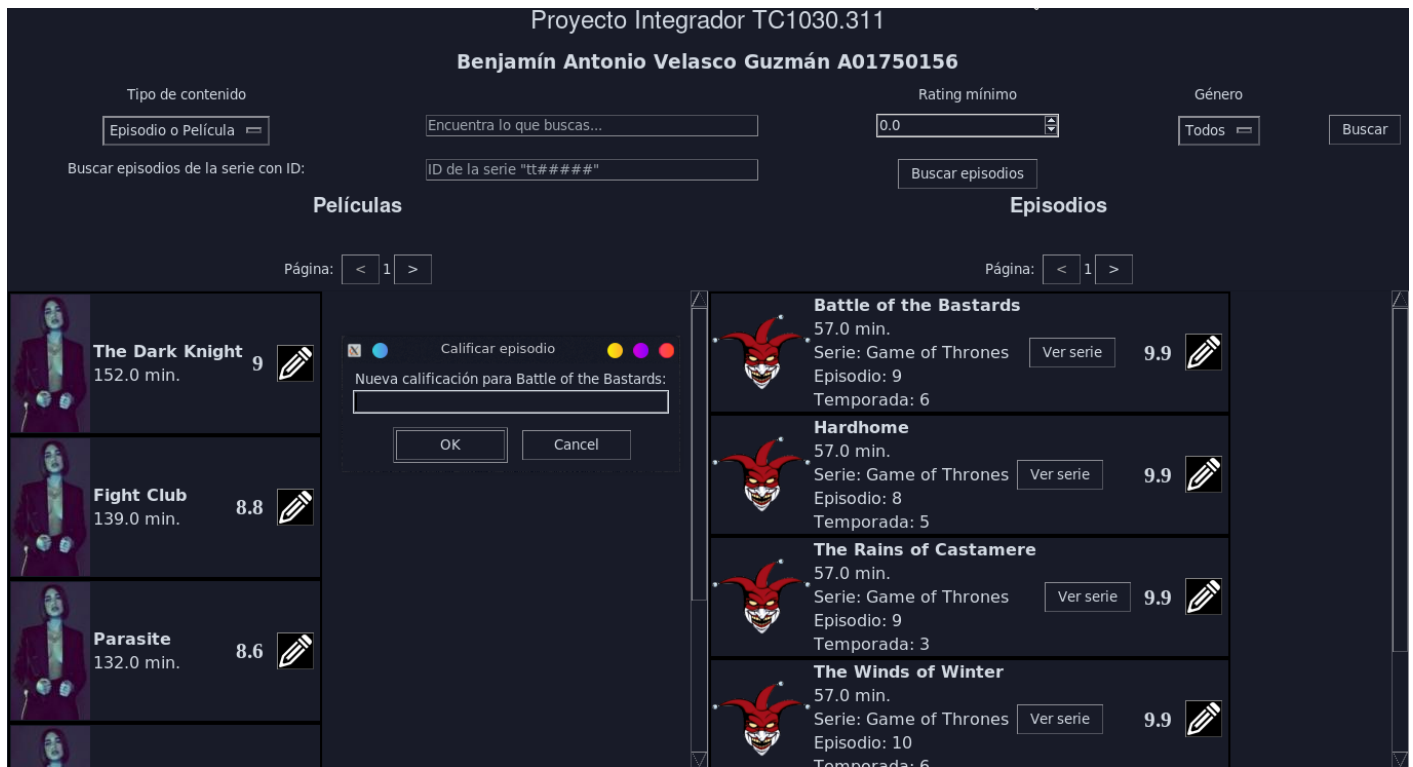 Proyecto Integrador TC1030.311
Benjamín Antonio Velasco Guzmán A01750156
Tipo de contenido
Rating mínimo
Género
Episodio o Película
Encuentra lo que buscas...
0.0
Todos
Buscar
Buscar episodios de la serie con ID:
ID de la serie "tt#####"
Buscar episodios
Películas
Página: < 1 >
The Dark Knight
152.0 min.
9
Fight Club
139.0 min.
8.8
Parasite
132.0 min.
8.6
Calificar episodio
Nueva calificación para Battle of the Bastards:
OK
Cancel
Episodios
Página: < 1 >
Battle of the Bastards
57.0 min.
Serie: Game of Thrones
Ver serie
9.9
Episodio: 9
Temporada: 6
Hardhome
57.0 min.
Serie: Game of Thrones
Ver serie
9.9
Episodio: 8
Temporada: 5
The Rains of Castamere
57.0 min.
Serie: Game of Thrones
Ver serie
9.9
Episodio: 9
Temporada: 3
The Winds of Winter
57.0 min.
Serie: Game of Thrones
Ver serie
9.9
Episodio: 10
Temporada: 6